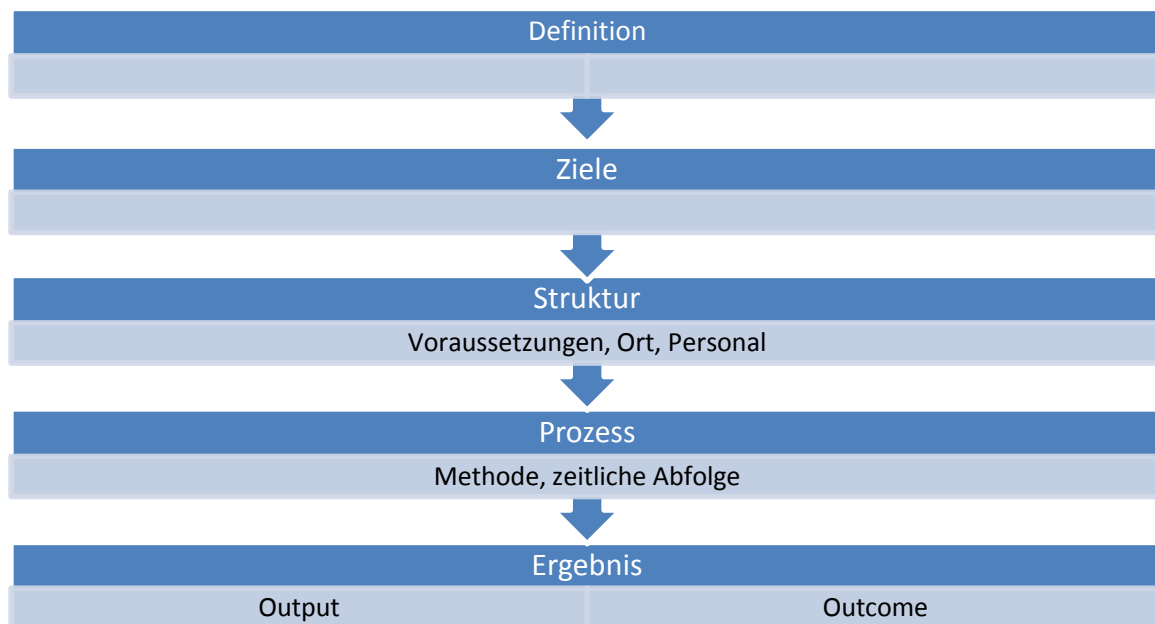 Definition
Ziele
Struktur
Voraussetzungen, Ort, Personal
Prozess
Methode, zeitliche Abfolge
Ergebnis
Output
Outcome